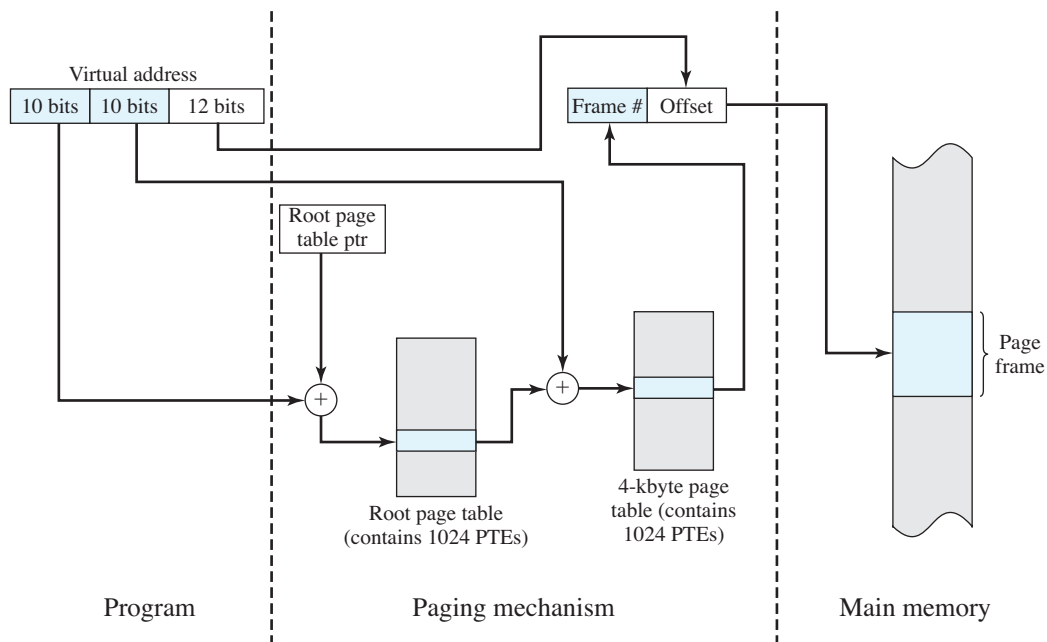 Virtual address
10 bits 10 bits 12 bits
Frame # Offset
Root page
table ptr
+
+
Page
frame
Root page table
(contains 1024 PTEs)
4-kbyte page
table (contains
1024 PTEs)
Program
Paging mechanism
Main memory